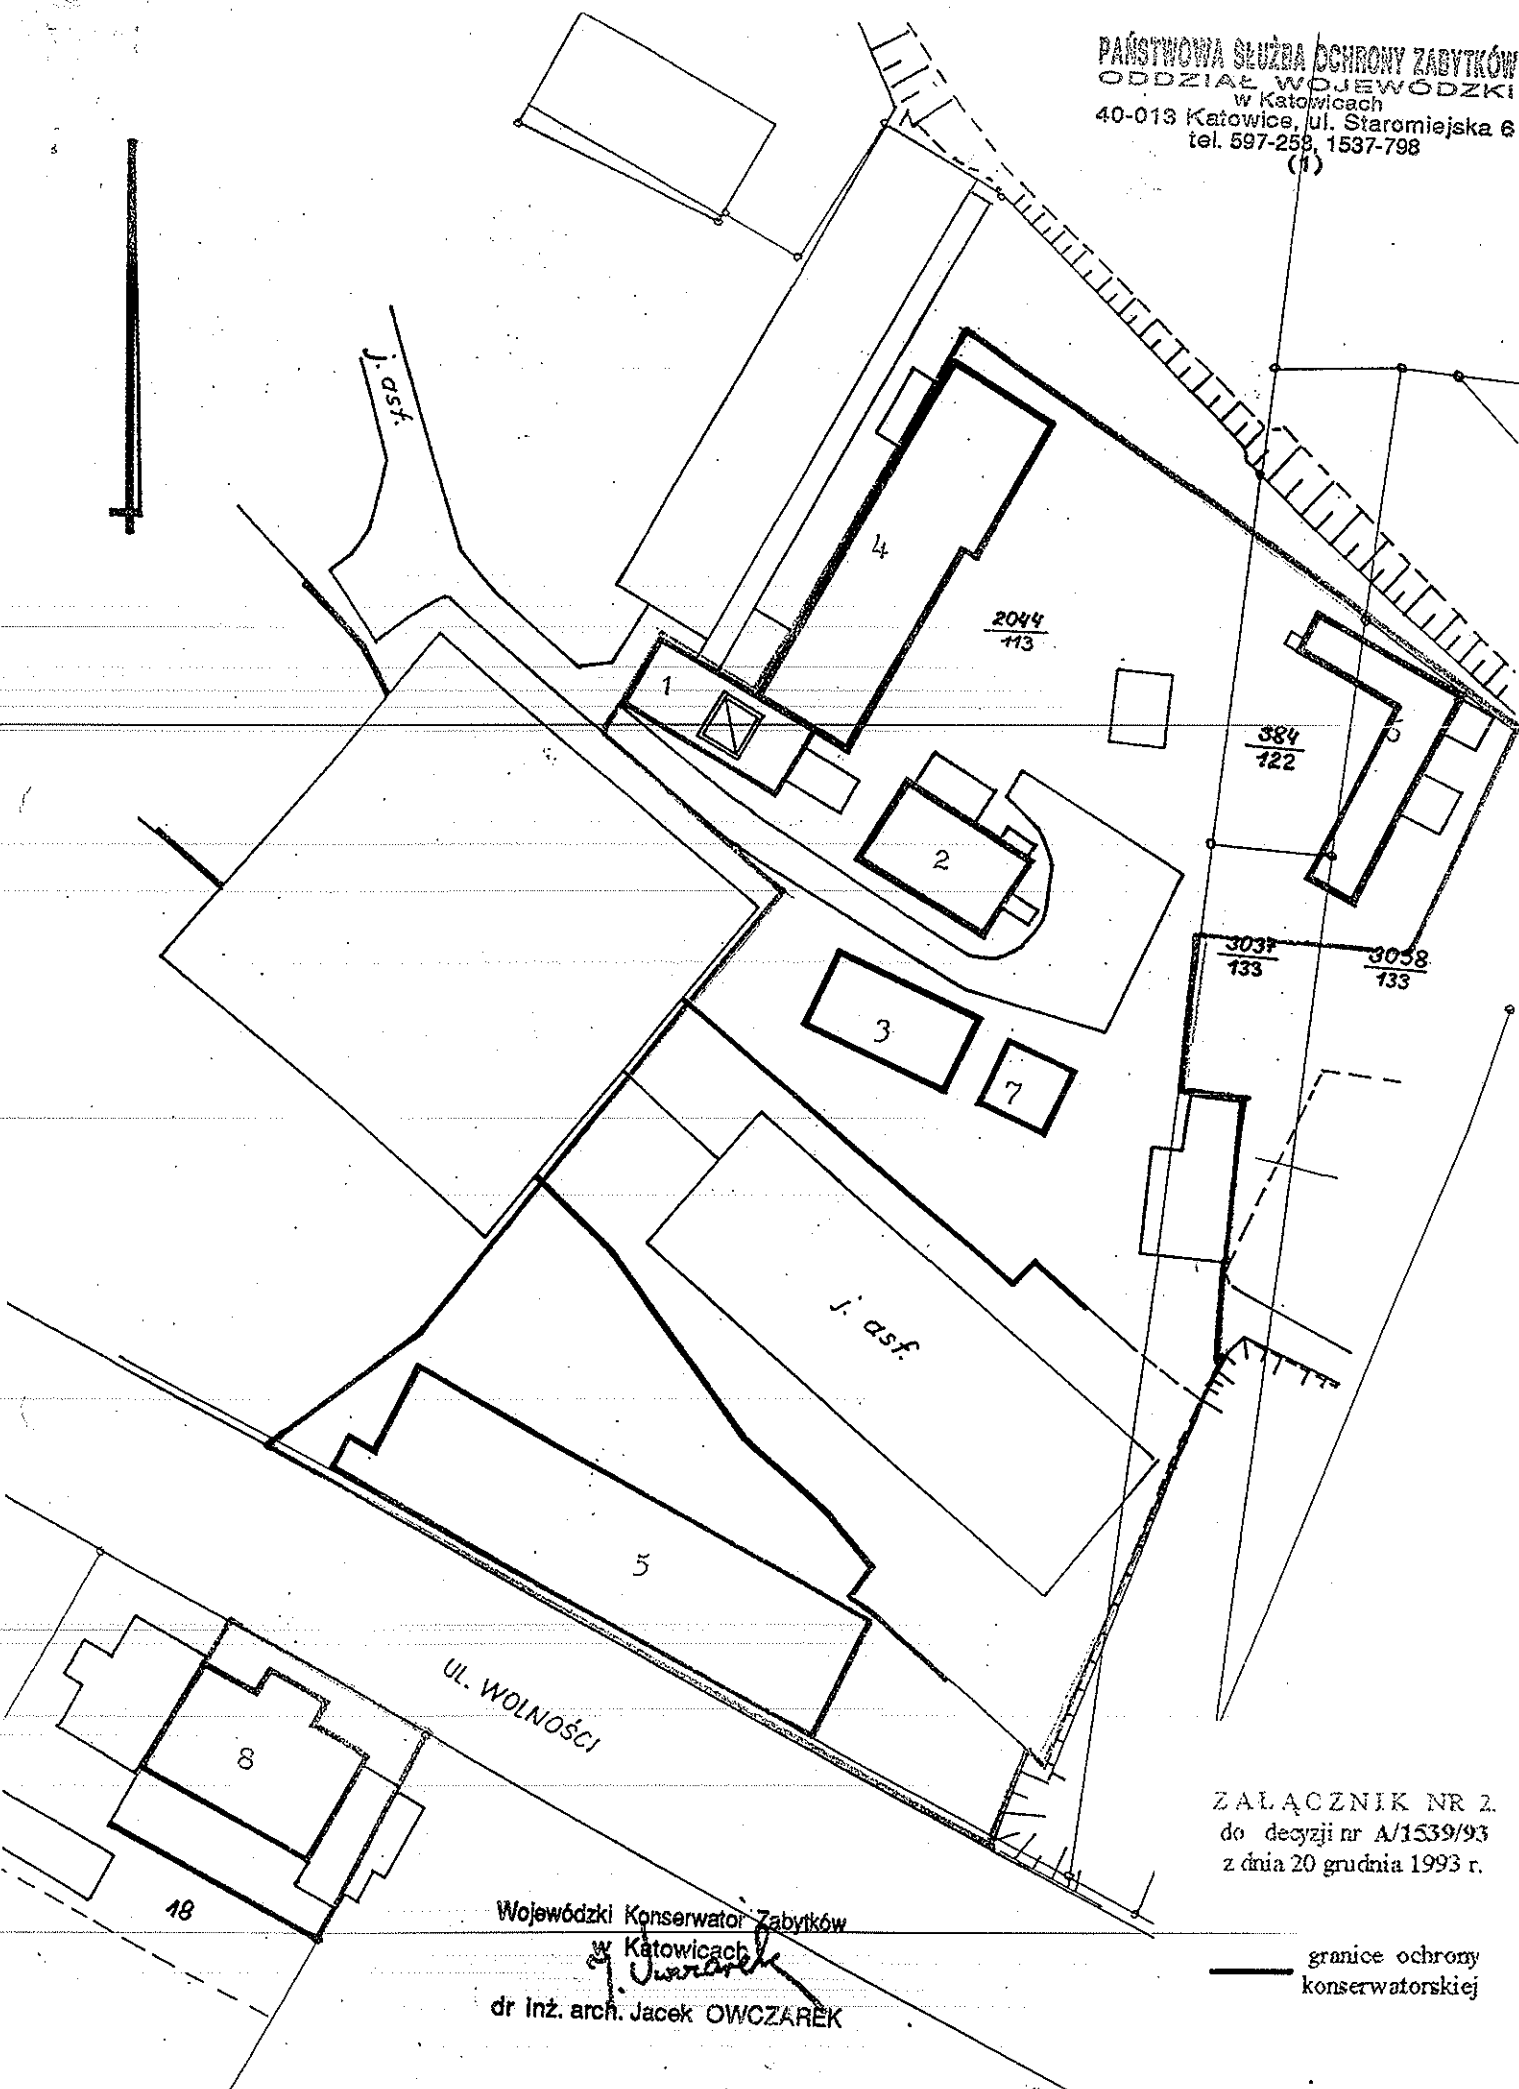 PAŃSTWOWA SŁUŻBA OCHRONY ZABYTKÓW
ODDZIAŁ WOJEWÓDZKI
w Katowicach
40-013 Katowice, ul. Staromiejska 6
tel. 597-258, 1537-798
(1)
j. asf.
4
2044
113
1
384
122
6
2
3037
133
3038
133
3
7
j. asf.
5
UL. WOLNOŚCI
8
18
ZAŁĄCZNIK NR 2.
do decyzji nr A/1539/93
z dnia 20 grudnia 1993 r.
Wojewódzki Konserwator Zabytków
w Katowicach
dr inż. arch. Jacek OWCZAREK
granice ochrony
konserwatorskiej